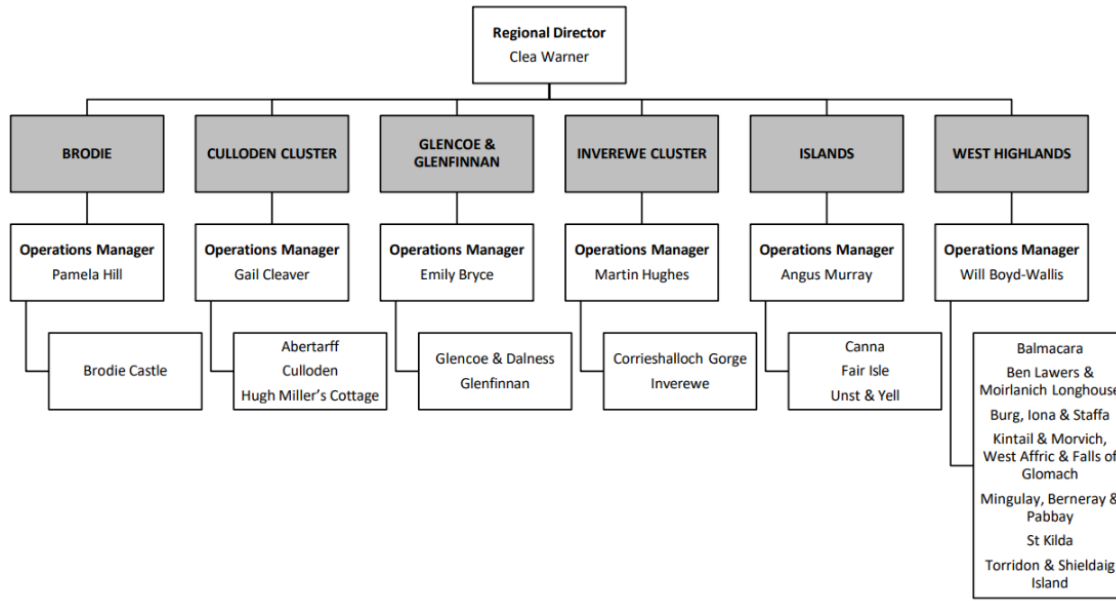 Regional Director
Clea Warner
BRODIE
CULLODEN CLUSTER
GLENCOE &
GLENFINNAN
INVEREWE CLUSTER
ISLANDS
WEST HIGHLANDS
Operations Manager
Pamela Hill
Operations Manager
Gail Cleaver
Operations Manager
Emily Bryce
Operations Manager
Martin Hughes
Operations Manager
Angus Murray
Operations Manager
Will Boyd-Wallis
Brodie Castle
Abertarff
Culloden
Hugh Miller's Cottage
Glencoe & Dalness
Glenfinnan
Corrieshalloch Gorge
Inverewe
Canna
Fair Isle
Unst & Yell
Balmacara
Ben Lawers &
Moirlanich Longhouse
Burg, Iona & Staffa
Kintail & Morvich,
West Affric & Falls of
Glomach
Mingulay, Berneray &
Pabbay
St Kilda
Torridon & Shieldaig
Island